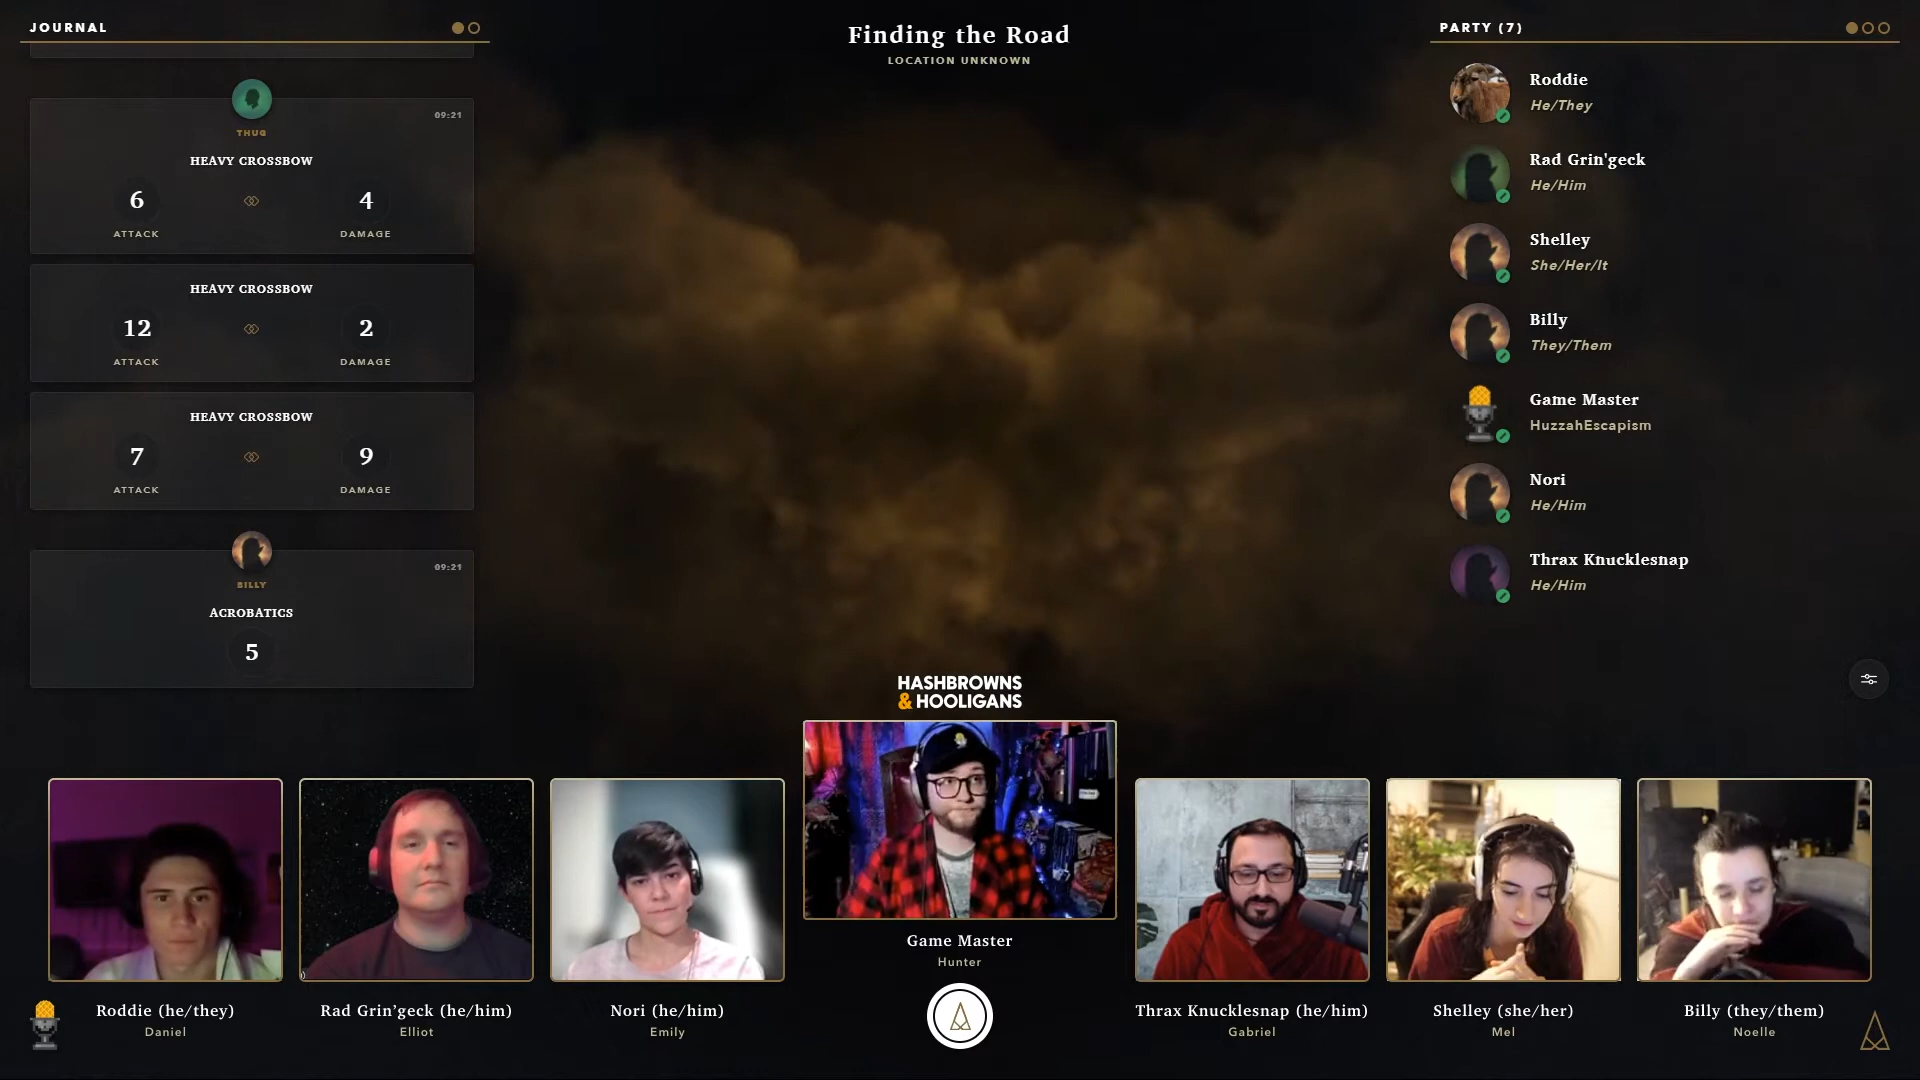 JOURNAL
Finding the Road
LOCATION UNKNOWN
PARTY (7)
09:21
THUG
HEAVY CROSSBOW
6
4
ATTACK
DAMAGE
HEAVY CROSSBOW
12
2
ATTACK
DAMAGE
HEAVY CROSSBOW
7
9
ATTACK
DAMAGE
09:21
BILLY
ACROBATICS
5
Roddie
He/They
Rad Grin'geck
He/Him
Shelley
She/Her/It
Billy
They/Them
Game Master
HuzzahEscapism
Nori
He/Him
Thrax Knucklesnap
He/Him
HASHBROWNS
& HOOLIGANS
Game Master
Hunter
Roddie (he/they)
Daniel
Rad Grin’geck (he/him)
Elliot
Nori (he/him)
Emily
Thrax Knucklesnap (he/him)
Gabriel
Shelley (she/her)
Mel
Billy (they/them)
Noelle